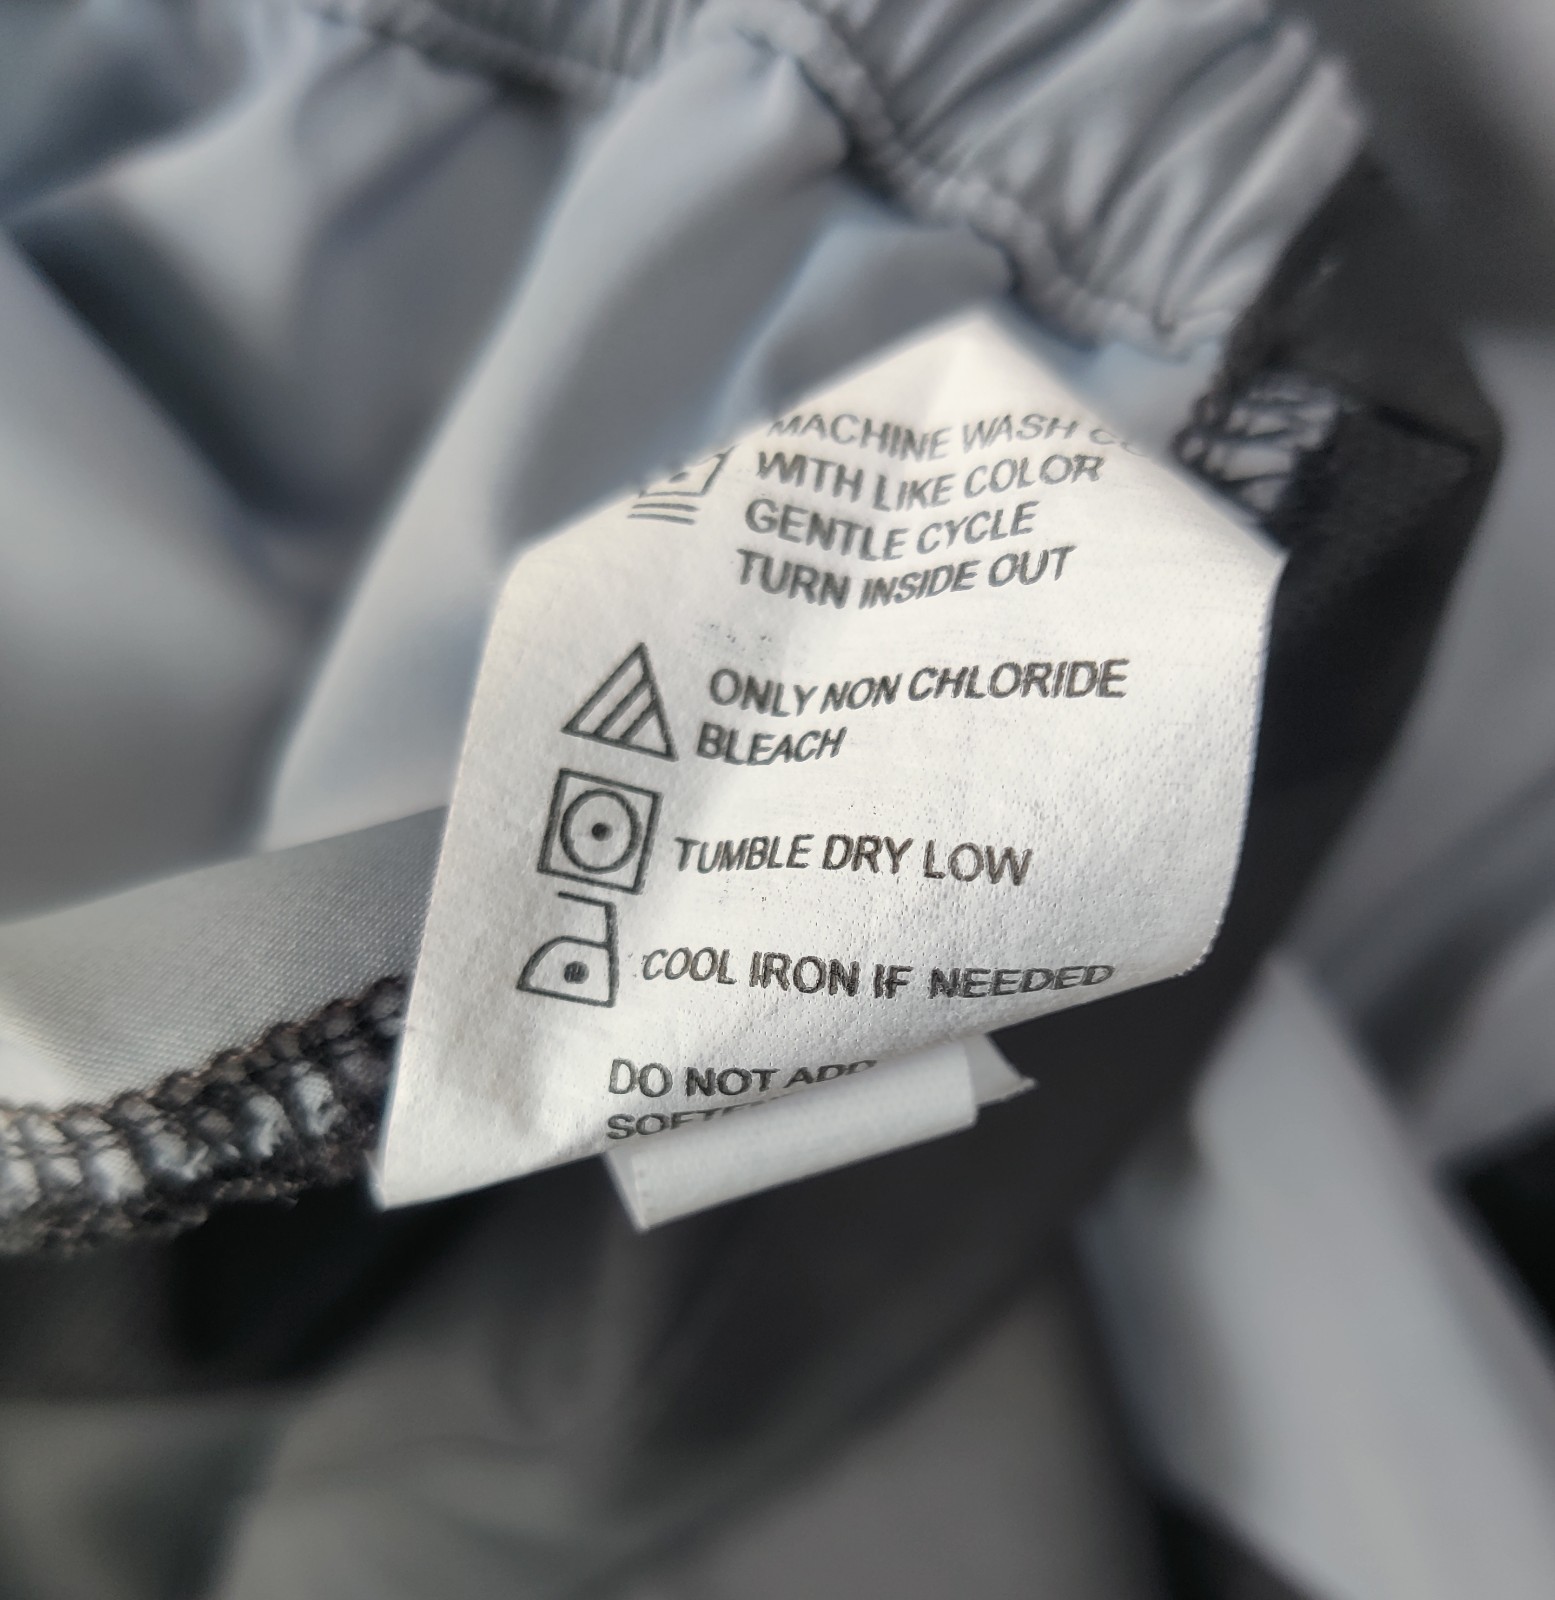 MACHINE WASH
WITH LIKE COLOR
GENTLE CYCLE
TURN INSIDE OUT
ONLY NON CHLORIDE
BLEACH
TUMBLE DRY LOW
COOL IRON IF NEEDED
DO NOT ADD